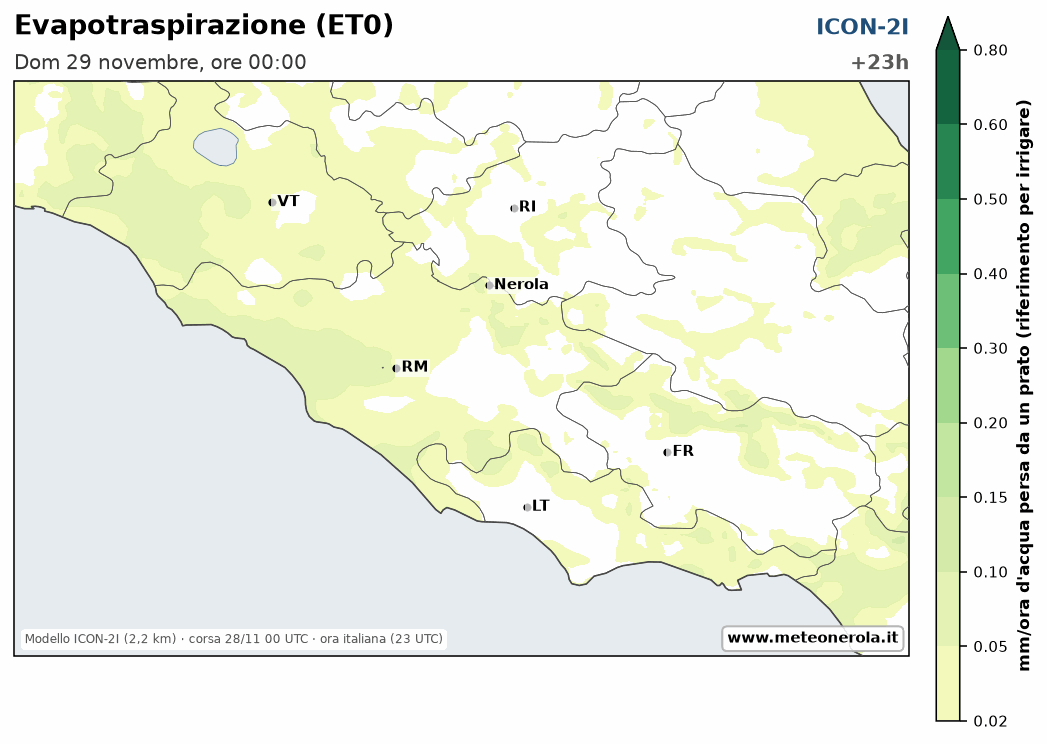 Evapotraspirazione (ET0)
ICON-2I
Dom 29 novembre, ore 00:00
+23h
VT
RI
Nerola
RM
FR
LT
Modello ICON-2I (2,2 km) · corsa 28/11 00 UTC · ora italiana (23 UTC)
www.meteonerola.it
0.80
0.60
0.50
0.40
0.30
0.20
0.15
0.10
0.05
0.02
mm/ora d'acqua persa da un prato (riferimento per irrigare)